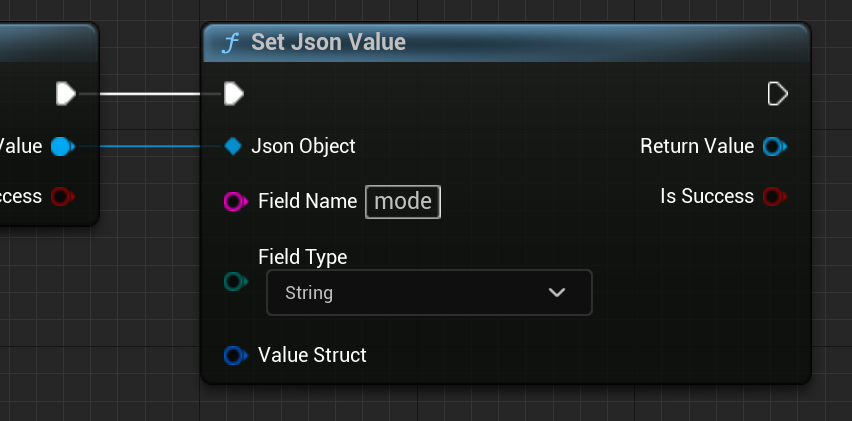 Set Json Value
Value
Json Object
Return Value
ccess
Field Name mode
Is Success
Field Type
String
Value Struct